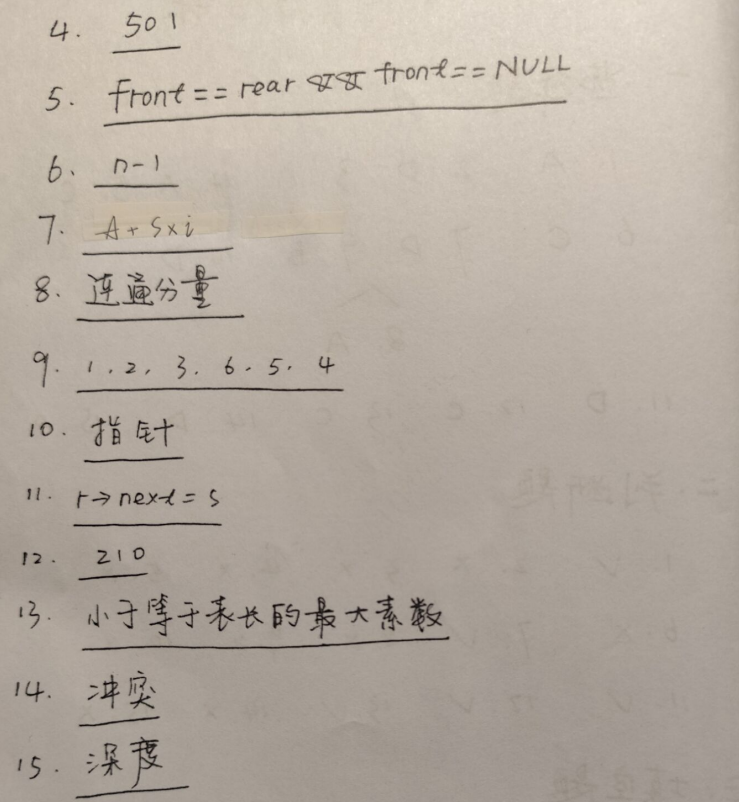 4. 501
5. front == rear && front == NULL
6. n-1
7. A+S×i
8. 连通分量
9. 1. 2. 3. 6. 5. 4
10. 指针
11. r→next = s
12. 210
13. 小于等于表长的最大素数
14. 冲突
15. 深度